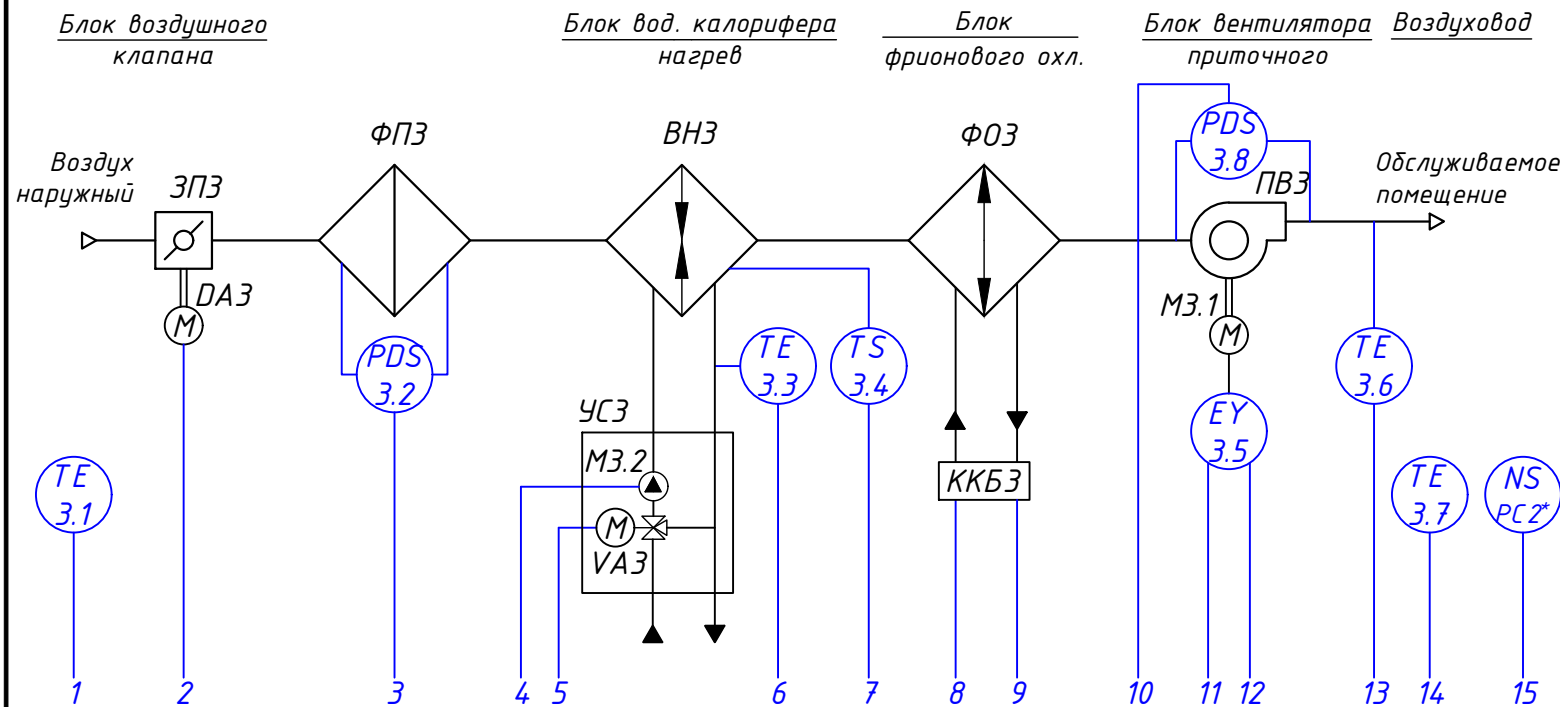 Блок воздушного
клапана
Блок вод. калорифера
нагрев
Блок
фрионового охл.
Блок вентилятора
приточного
Воздуховод
Воздух
наружный
ЗП3
DA3
M
ФП3
PDS
3.2
ВН3
TE
3.3
TS
3.4
УС3
M3.2
M
VA3
ФО3
ККБ3
PDS
3.8
ПВ3
M3.1
M
EY
3.5
Обслуживаемое
помещение
TE
3.6
TE
3.1
TE
3.7
NS
PC2*
1 2 3 4 5 6 7 8 9 10 11 12 13 14 15